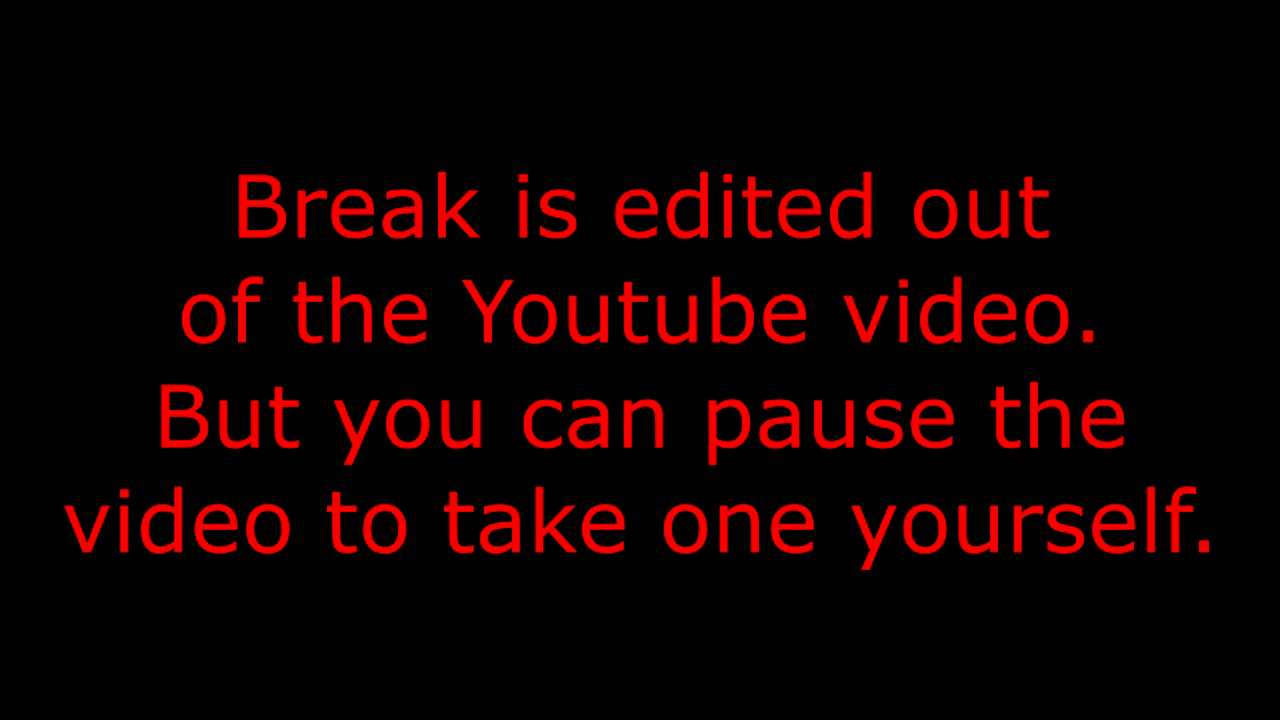 Break is edited out
of the Youtube video.
But you can pause the
video to take one yourself.